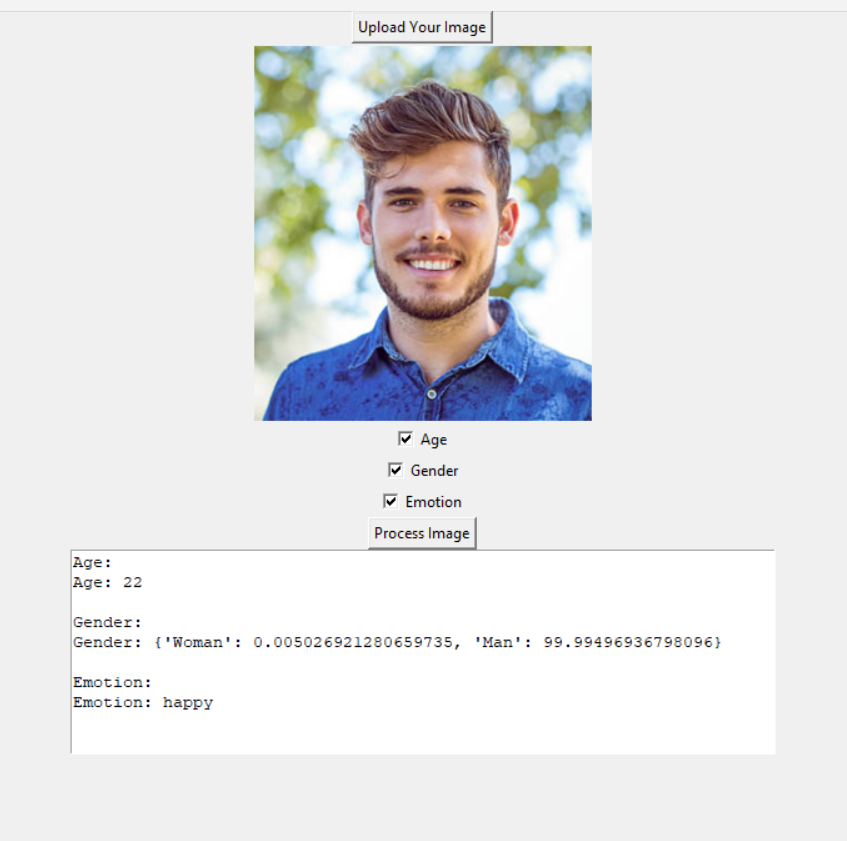 Upload Your Image
Age
Gender
Emotion
Process Image
Age:
Age: 22
Gender:
Gender: {'Woman': 0.005026921280659735, 'Man': 99.99496936798096}
Emotion:
Emotion: happy